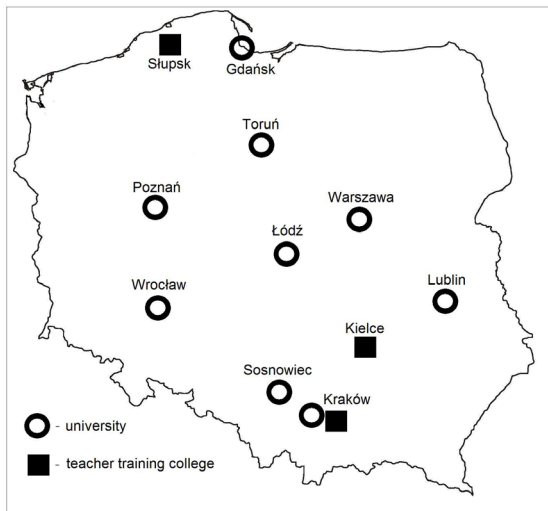 Słupsk
Gdańsk
Toruń
Poznań
Warszawa
Łódź
Wrocław
Lublin
Kielce
Sosnowiec
Kraków
- university
- teacher training college